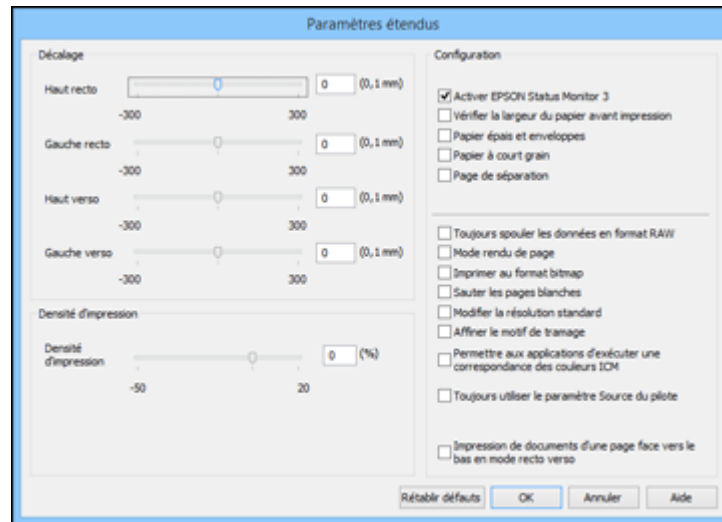 Paramètres étendus
Décalage
Haut recto
0 (0,1 mm)
-300 300
Gauche recto
0 (0,1 mm)
-300 300
Haut verso
0 (0,1 mm)
-300 300
Gauche verso
0 (0,1 mm)
-300 300
Densité d'impression
Densité
d'impression
0 (%)
-50 20
Configuration
Activer EPSON Status Monitor 3
Vérifier la largeur du papier avant impression
Papier épais et enveloppes
Papier à court grain
Page de séparation
Toujours spouler les données en format RAW
Mode rendu de page
Imprimer au format bitmap
Sauter les pages blanches
Modifier la résolution standard
Affiner le motif de tramage
Permettre aux applications d'exécuter une
correspondance des couleurs ICM
Toujours utiliser le paramètre Source du pilote
Impression de documents d'une page face vers le
bas en mode recto verso
Rétablir défauts OK Annuler Aide